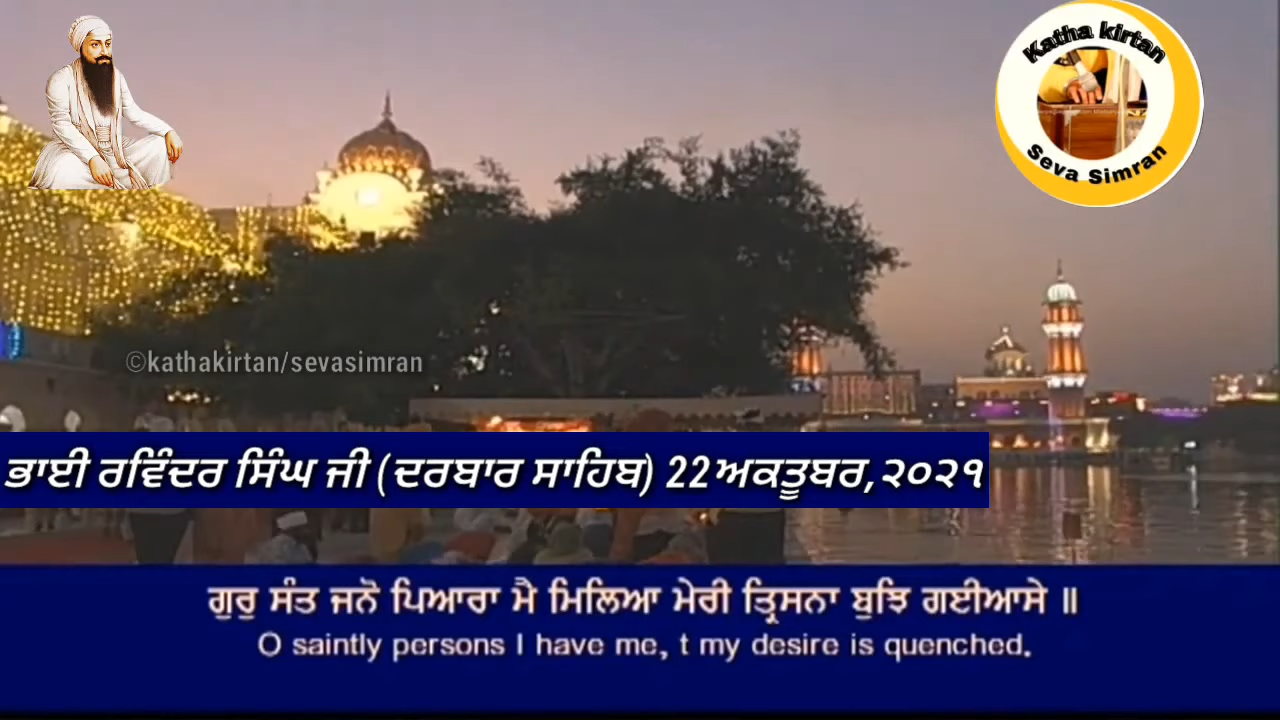 Katha kirtan
Seva Simran
©kathakirtan/sevasimran
ਭਾਈ ਰਵਿੰਦਰ ਸਿੰਘ ਜੀ (ਦਰਬਾਰ ਸਾਹਿਬ) 22ਅਕਤੂਬਰ,੨੦੨੧
ਗੁਰੁ ਸੰਤ ਜਨੋ ਪਿਆਰਾ ਮੈ ਮਿਲਿਆ ਮੇਰੀ ਤ੍ਰਿਸਨਾ ਬੁਝਿ ਗਈਆਸੇ ॥
O saintly persons I have me, t my desire is quenched.